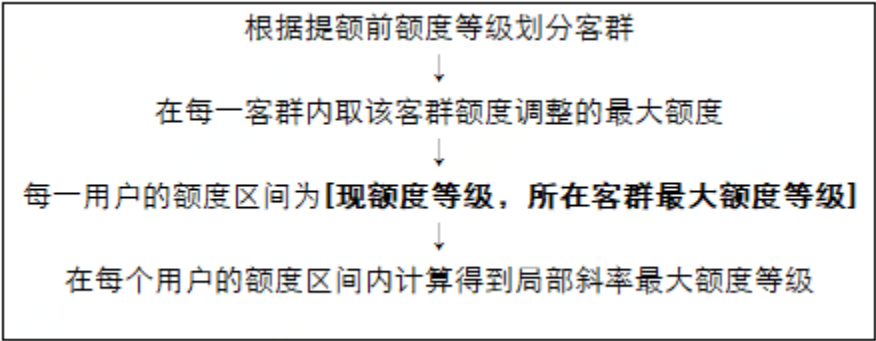 根据提额前额度等级划分客群
↓
在每一客群内取该客群额度调整的最大额度
↓
每一用户的额度区间为[现额度等级，所在客群最大额度等级]
↓
在每个用户的额度区间内计算得到局部斜率最大额度等级